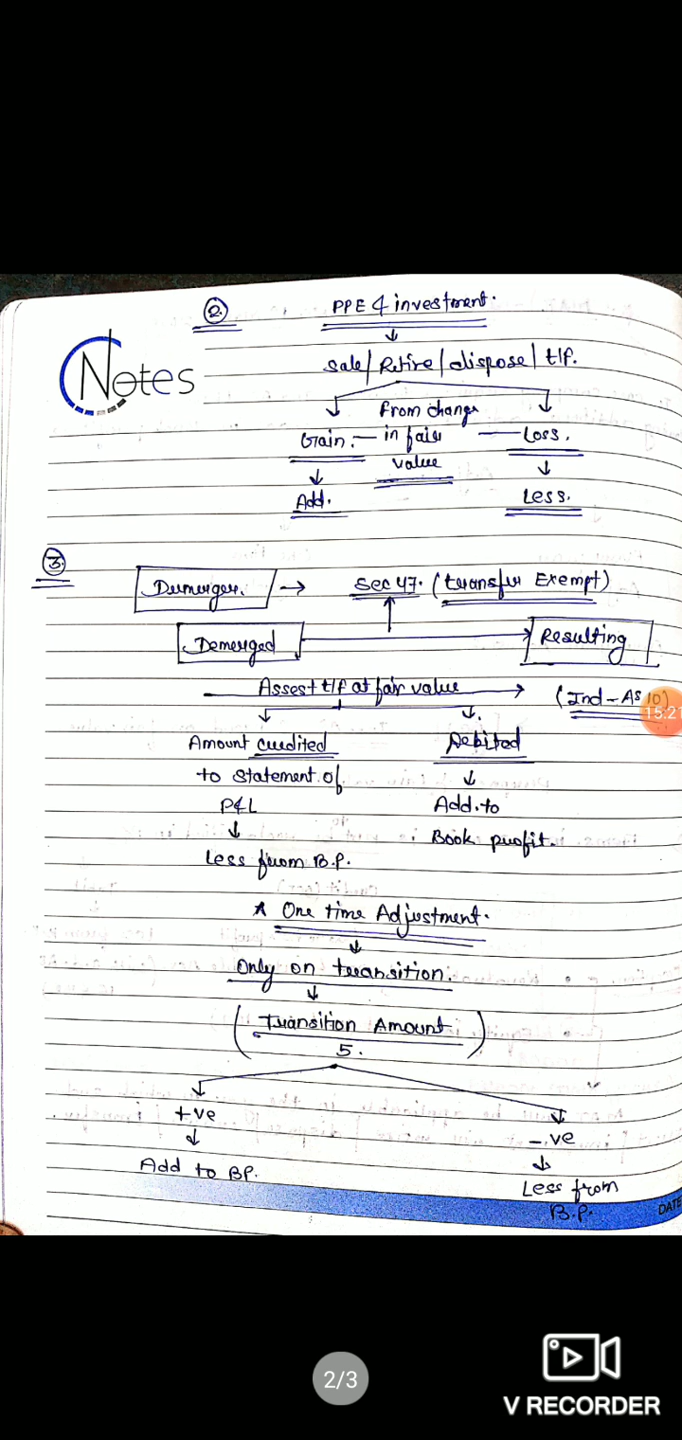 2. PPE & investment.
Notes
Sale/ Retire/ dispose/ t/f.
From change
Gain. — in fair — Loss.
value
Add. Less.
3.
Demerger. → Sec 47. (transfer Exempt)
Demerged Resulting
Assest t/f at fair value → (Ind-AS 10)
15:21
Amount credited Debited
to statement of
P&L Add. to
Book profit.
Less from B.P.
One time Adjustment.
Only on transition.
(Transition Amount)
5.
+ve
- ve
Add to BP.
Less from
B.P.
DATE
2/3
V RECORDER